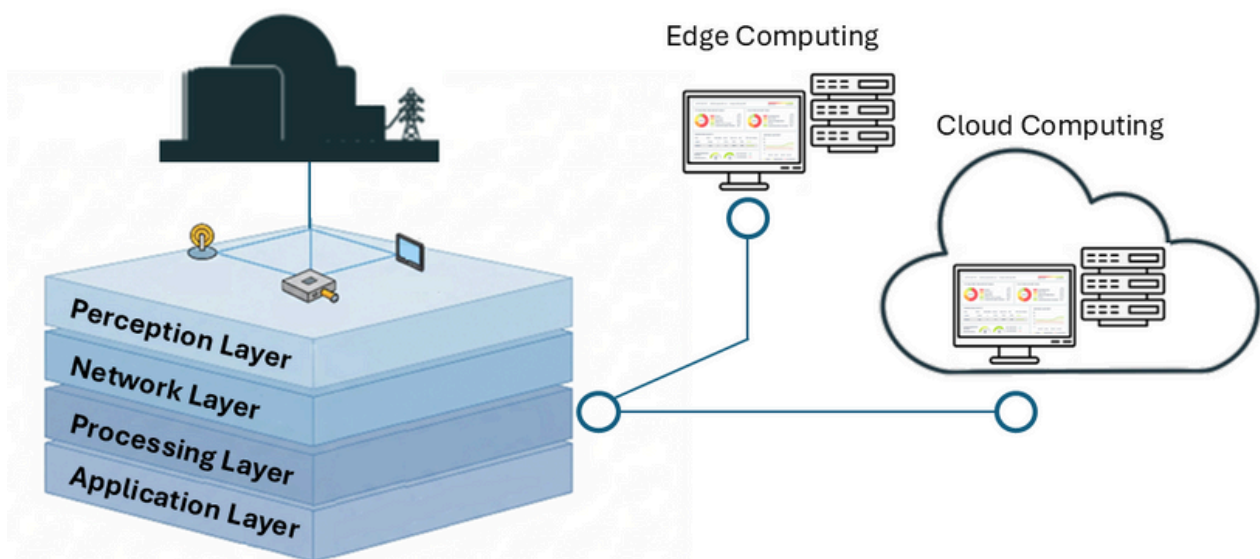 Edge Computing
Cloud Computing
Perception Layer
Network Layer
Processing Layer
Application Layer